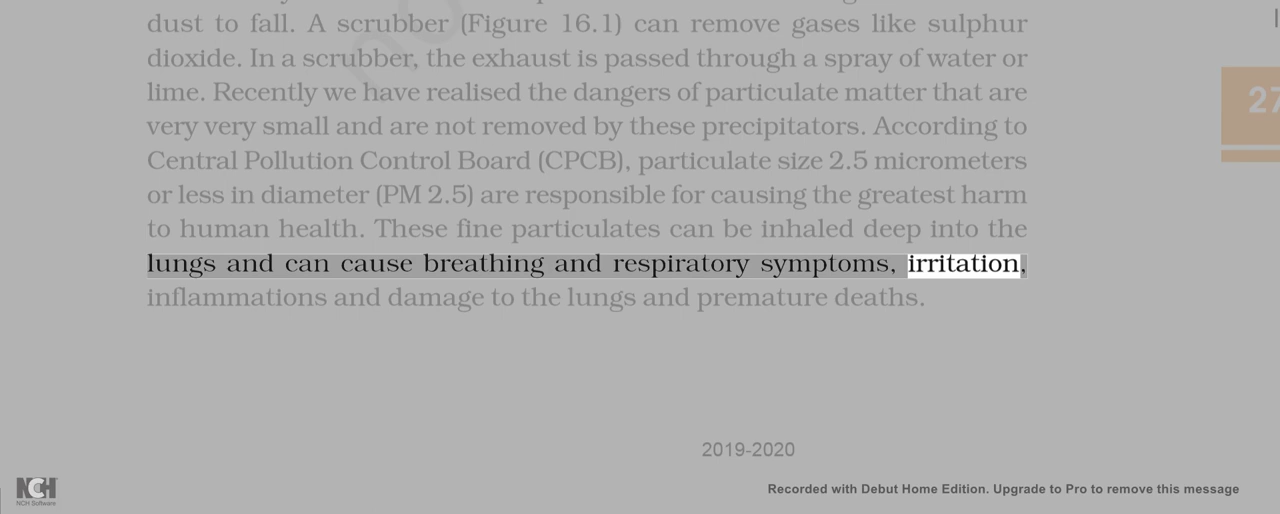 dust to fall. A scrubber (Figure 16.1) can remove gases like sulphur
dioxide. In a scrubber, the exhaust is passed through a spray of water or
lime. Recently we have realised the dangers of particulate matter that are
very very small and are not removed by these precipitators. According to
Central Pollution Control Board (CPCB), particulate size 2.5 micrometers
or less in diameter (PM 2.5) are responsible for causing the greatest harm
to human health. These fine particulates can be inhaled deep into the
lungs and can cause breathing and respiratory symptoms, irritation,
inflammations and damage to the lungs and premature deaths.
27
2019-2020
NCH
NCH Software
Recorded with Debut Home Edition. Upgrade to Pro to remove this message